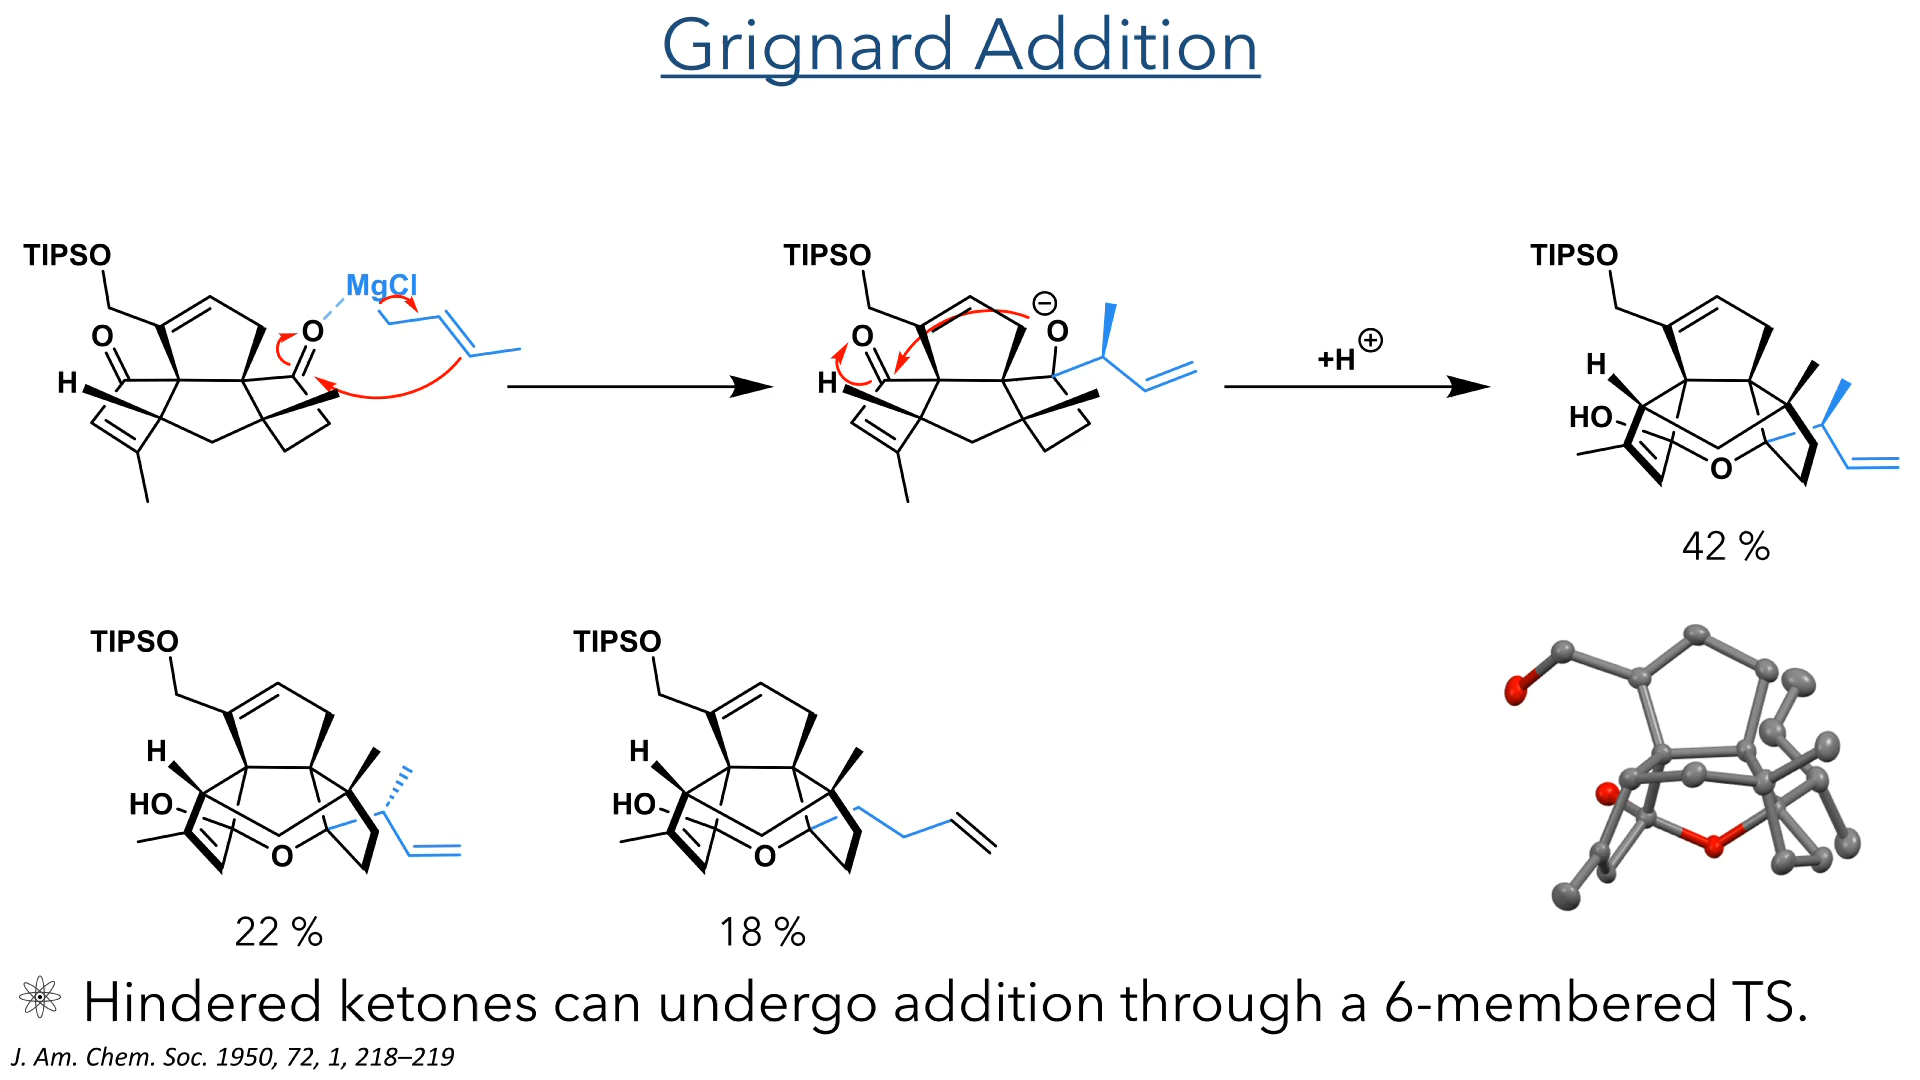 Grignard Addition
TIPSO
O
H
MgCl
O
TIPSO
O
H
⊖
O
+H⊕
TIPSO
H
HO
O
42 %
TIPSO
H
HO
O
22 %
TIPSO
H
HO
O
18 %
Hindered ketones can undergo addition through a 6-membered TS.
J. Am. Chem. Soc. 1950, 72, 1, 218–219